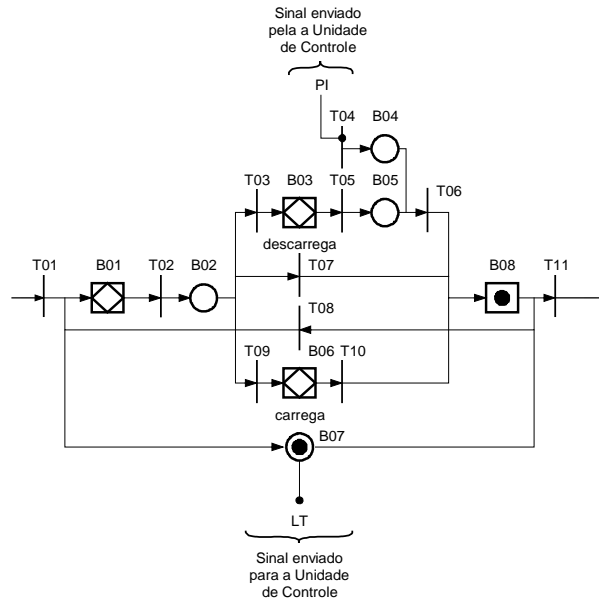 Sinal enviado
pela a Unidade
de Controle
PI
T04 B04
T03 B03 T05 B05 T06
descarrega
T07
T01 B01 T02 B02 B08 T11
T08
T09 B06 T10
carrega
B07
LT
Sinal enviado
para a Unidade
de Controle